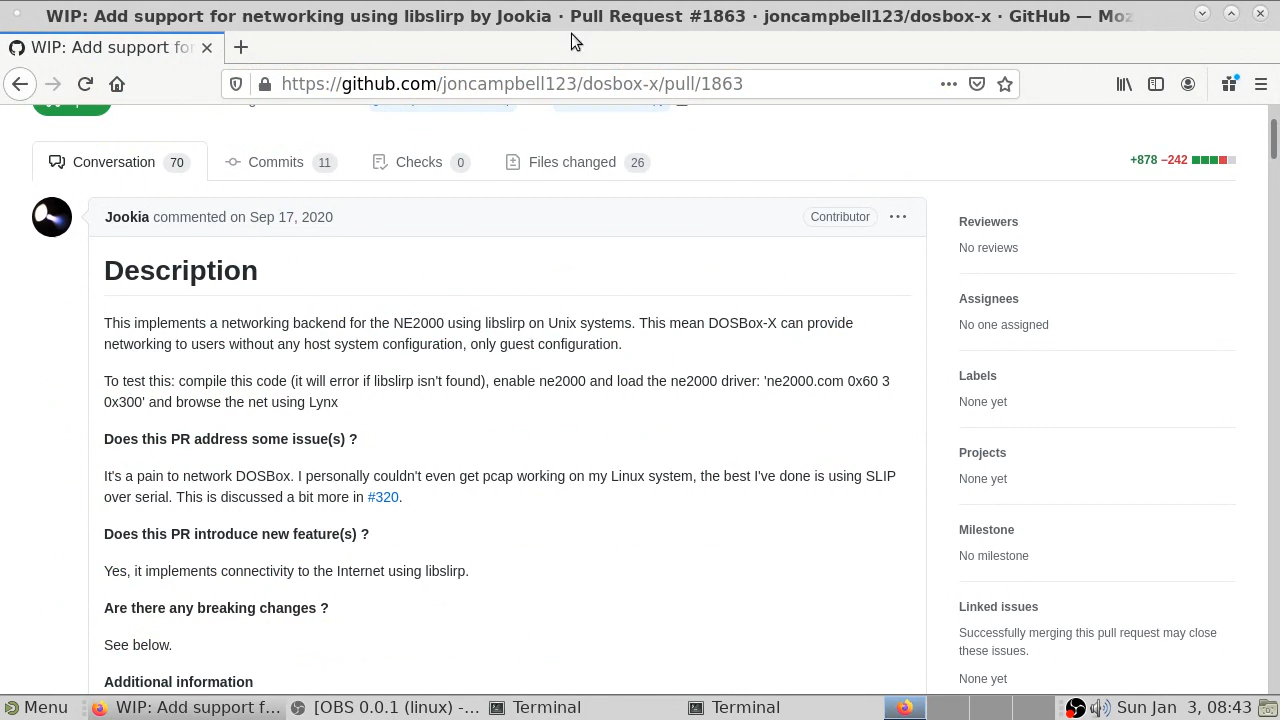 WIP: Add support for networking using libslirp by Jookia · Pull Request #1863 · joncampbell123/dosbox-x · GitHub — Moz
WIP: Add support for
https://github.com/joncampbell123/dosbox-x/pull/1863
Conversation 70
Commits 11
Checks 0
Files changed 26
+878 −242
Jookia commented on Sep 17, 2020
Contributor
Description
This implements a networking backend for the NE2000 using libslirp on Unix systems. This mean DOSBox-X can provide
networking to users without any host system configuration, only guest configuration.
To test this: compile this code (it will error if libslirp isn't found), enable ne2000 and load the ne2000 driver: 'ne2000.com 0x60 3
0x300' and browse the net using Lynx
Does this PR address some issue(s) ?
It's a pain to network DOSBox. I personally couldn't even get pcap working on my Linux system, the best I've done is using SLIP
over serial. This is discussed a bit more in #320.
Does this PR introduce new feature(s) ?
Yes, it implements connectivity to the Internet using libslirp.
Are there any breaking changes ?
See below.
Additional information
Reviewers
No reviews
Assignees
No one assigned
Labels
None yet
Projects
None yet
Milestone
No milestone
Linked issues
Successfully merging this pull request may close
these issues.
None yet
Menu
WIP: Add support f...
[OBS 0.0.1 (linux) -...
Terminal
Terminal
Sun Jan 3, 08:43